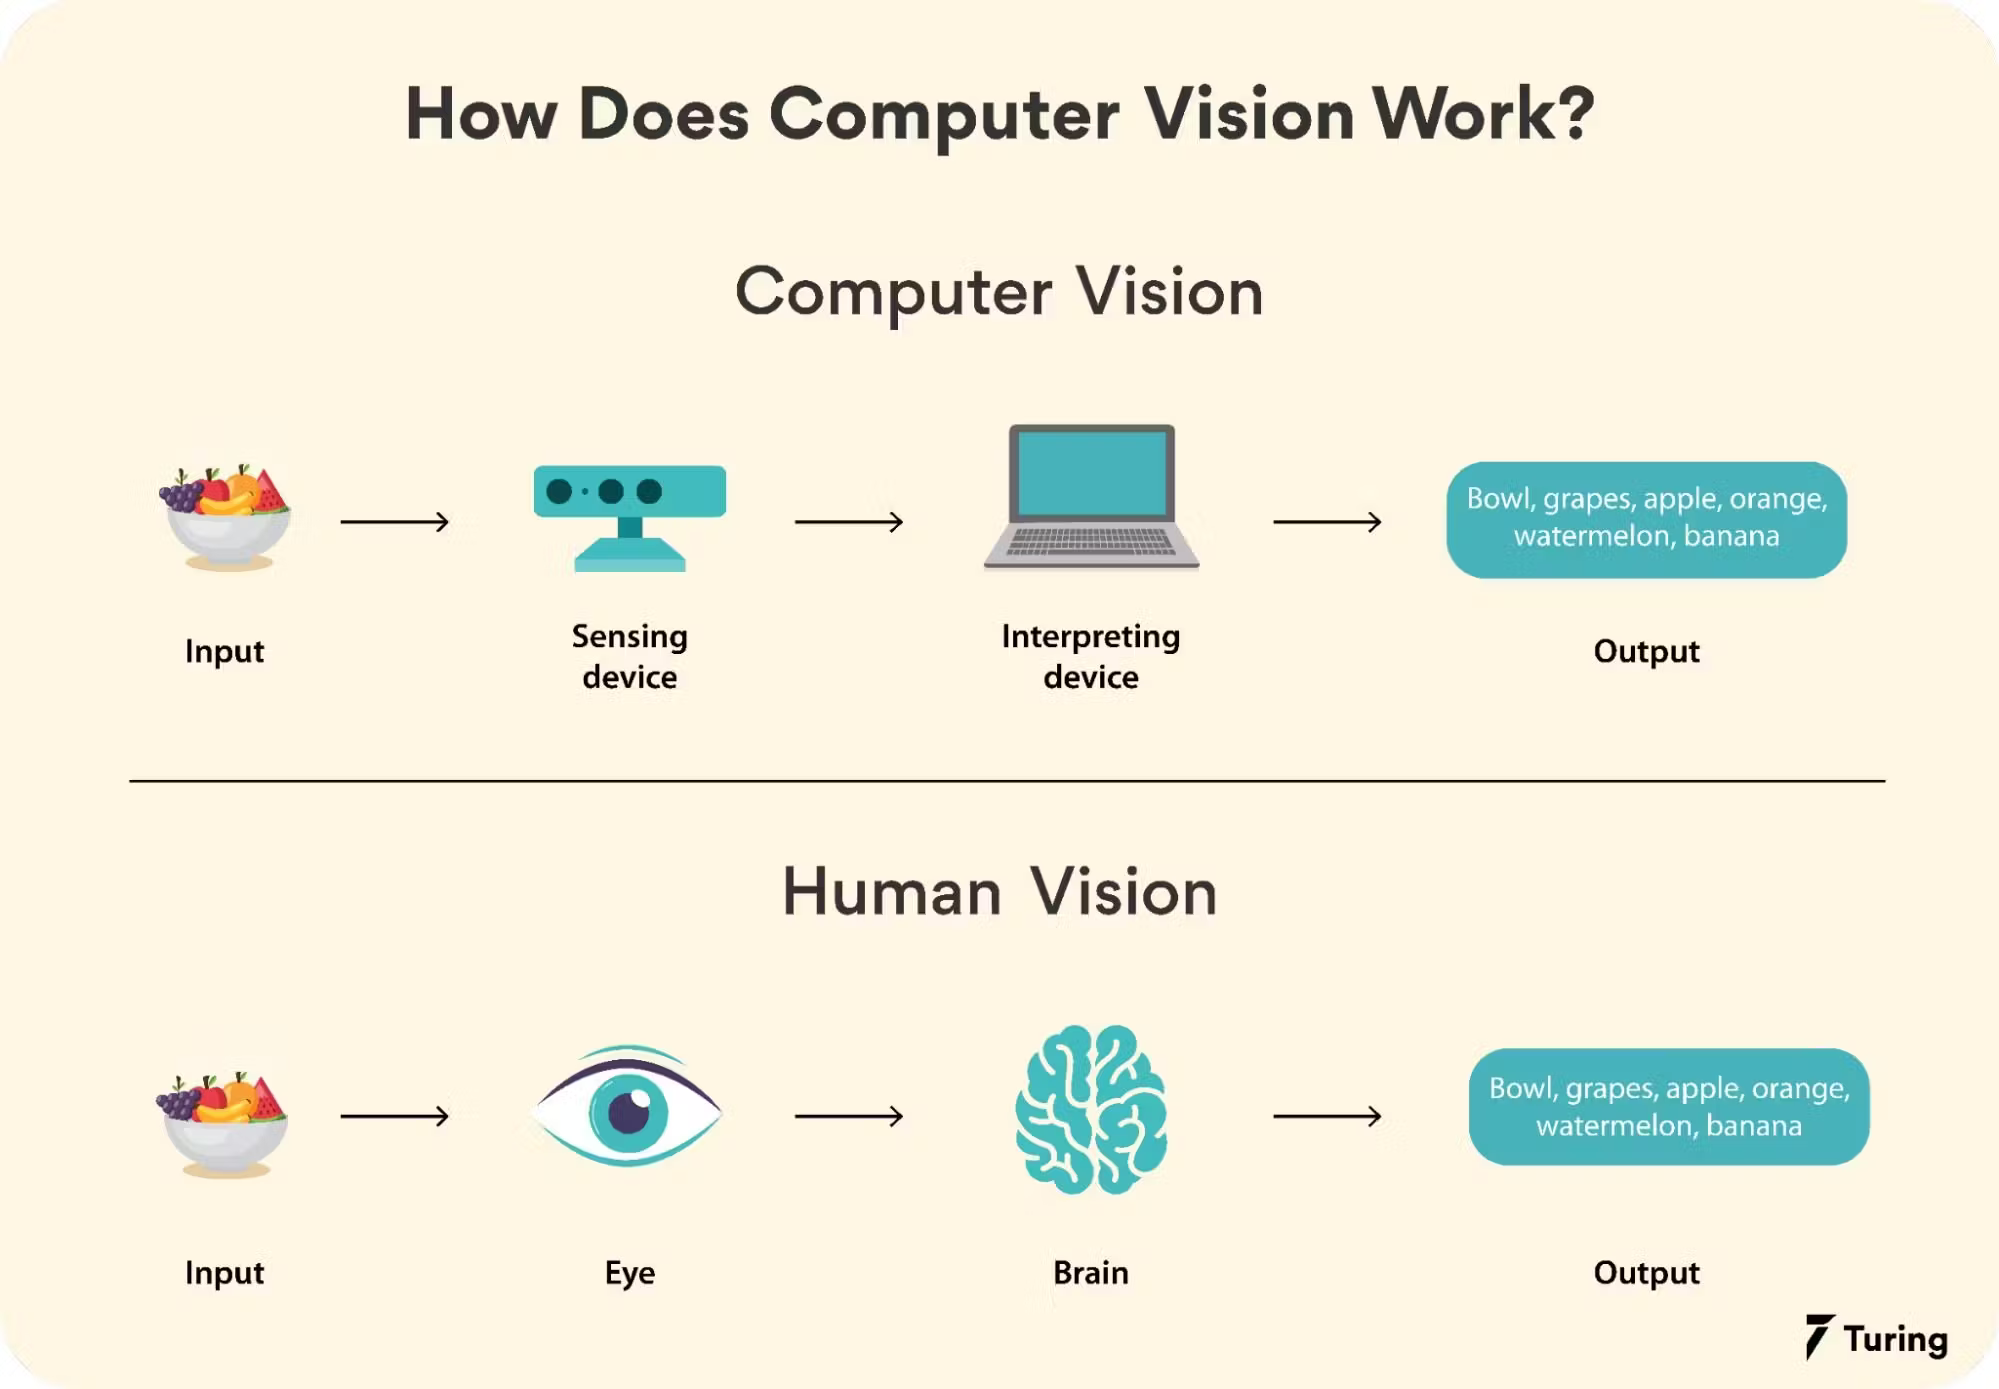 How Does Computer Vision Work?
Computer Vision
Bowl, grapes, apple, orange,
watermelon, banana
Input
Sensing
device
Interpreting
device
Output
Human Vision
Bowl, grapes, apple, orange,
watermelon, banana
Input
Eye
Brain
Output
Turing